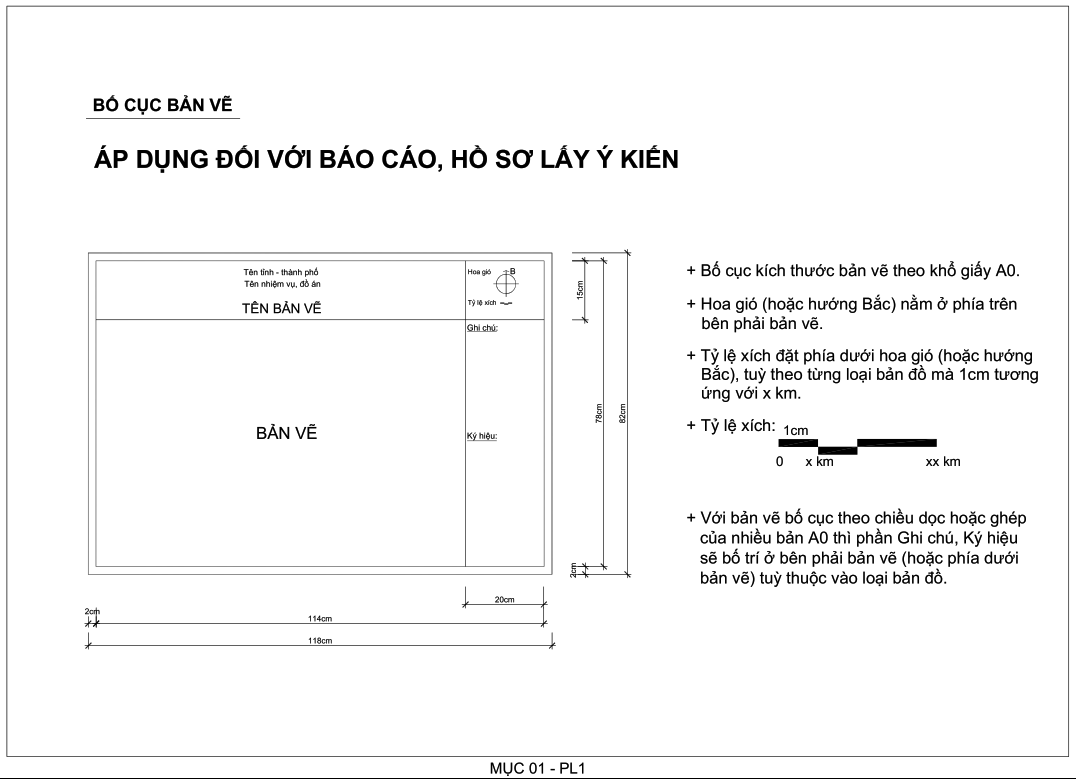 BỐ CỤC BẢN VẼ
ÁP DỤNG ĐỐI VỚI BÁO CÁO, HỒ SƠ LẤY Ý KIẾN
Tên tỉnh - thành phố
Tên nhiệm vụ, đồ án
TÊN BẢN VẼ
Hoa gió
B
Tỷ lệ xích
Ghi chú:
BẢN VẼ
Ký hiệu:
15cm
78cm
82cm
2cm
20cm
2cm
114cm
118cm
+ Bố cục kích thước bản vẽ theo khổ giấy A0.
+ Hoa gió (hoặc hướng Bắc) nằm ở phía trên
bên phải bản vẽ.
+ Tỷ lệ xích đặt phía dưới hoa gió (hoặc hướng
Bắc), tuỳ theo từng loại bản đồ mà 1cm tương
ứng với x km.
+ Tỷ lệ xích:
1cm
0 x km xx km
+ Với bản vẽ bố cục theo chiều dọc hoặc ghép
của nhiều bản A0 thì phần Ghi chú, Ký hiệu
sẽ bố trí ở bên phải bản vẽ (hoặc phía dưới
bản vẽ) tuỳ thuộc vào loại bản đồ.
MỤC 01 - PL1